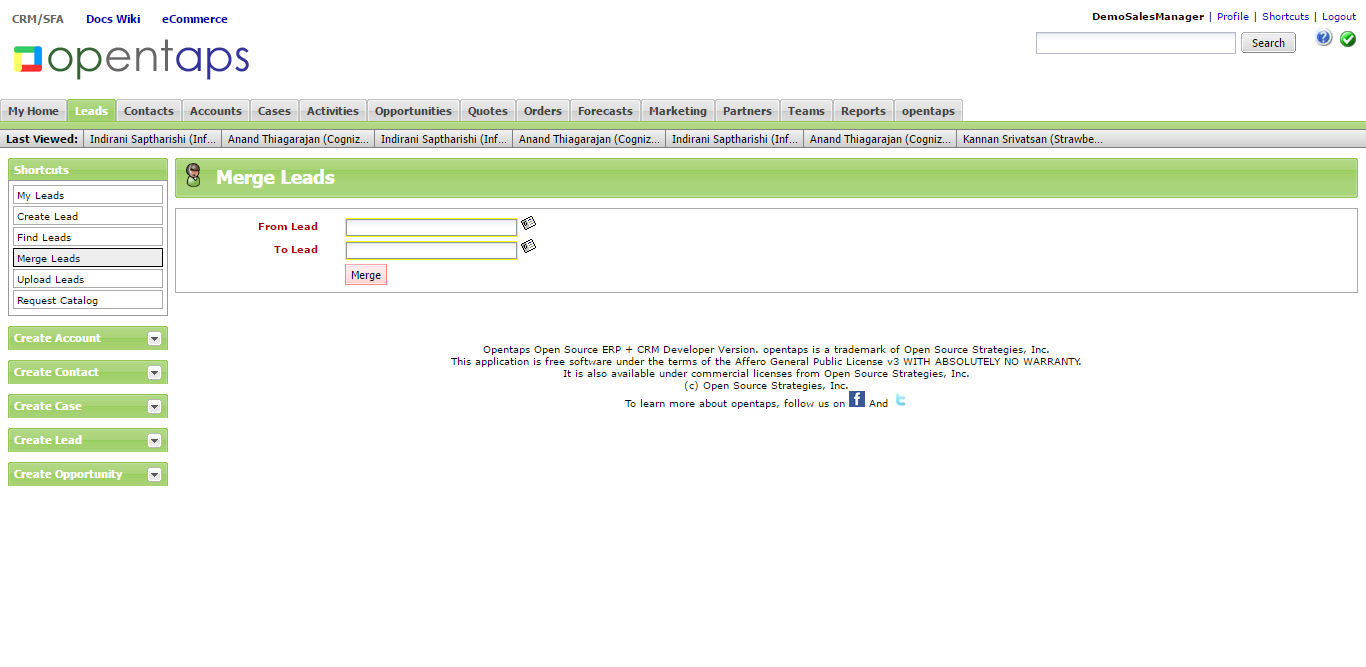 CRM/SFA Docs Wiki eCommerce
DemoSalesManager | Profile | Shortcuts | Logout
opentaps
Search
?
My Home Leads Contacts Accounts Cases Activities Opportunities Quotes Orders Forecasts Marketing Partners Teams Reports opentaps
Last Viewed: Indirani Saptharishi (Inf... Anand Thiagarajan (Cogniz... Indirani Saptharishi (Inf... Anand Thiagarajan (Cogniz... Indirani Saptharishi (Inf... Anand Thiagarajan (Cogniz... Kannan Srivatsan (Strawbe...
Shortcuts
My Leads
Create Lead
Find Leads
Merge Leads
Upload Leads
Request Catalog
Create Account
Create Contact
Create Case
Create Lead
Create Opportunity
Merge Leads
From Lead
To Lead
Merge
Opentaps Open Source ERP + CRM Developer Version. opentaps is a trademark of Open Source Strategies, Inc.
This application is free software under the terms of the Affero General Public License v3 WITH ABSOLUTELY NO WARRANTY.
It is also available under commercial licenses from Open Source Strategies, Inc.
(c) Open Source Strategies, Inc.
To learn more about opentaps, follow us on f And t